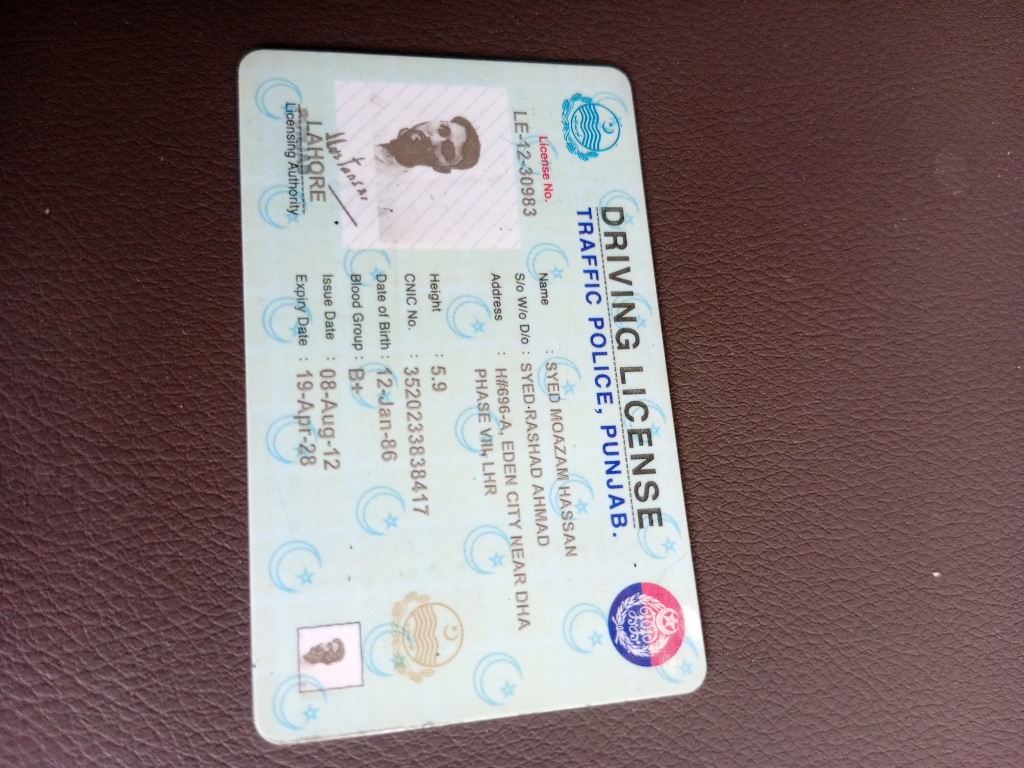 DRIVING LICENSE
TRAFFIC POLICE, PUNJAB.
License No.
LE-12-30983
Name : SYED MOAZAM HASSAN
S/o W/o D/o : SYED RASHAD AHMAD
Address : H#696-A, EDEN CITY NEAR DHA
PHASE VIII, LHR
Height : 5.9
CNIC No. : 3520233838417
Date of Birth : 12-Jan-86
Blood Group : B+
Issue Date : 08-Aug-12
Expiry Date : 19-Apr-28
LAHORE
Licensing Authority